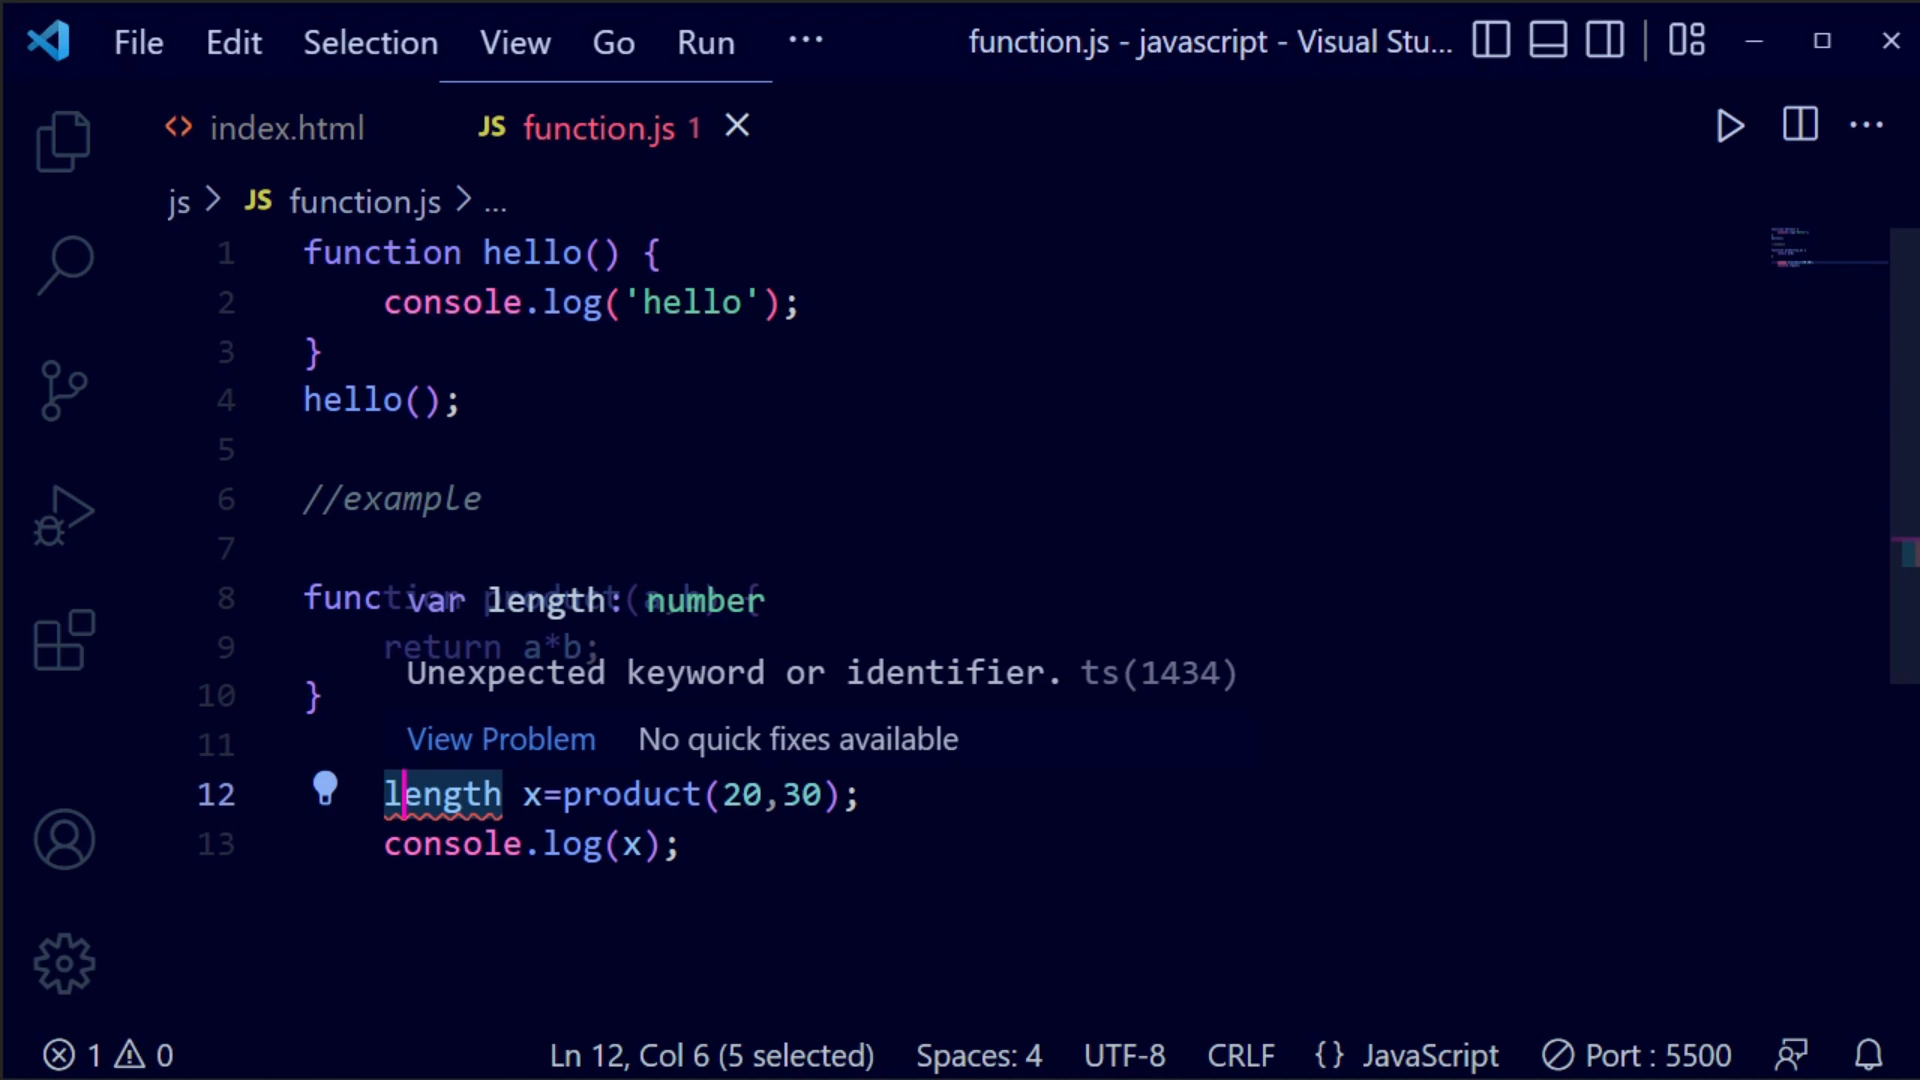 File Edit Selection View Go Run ··· function.js - javascript - Visual Stu...
<> index.html JS function.js 1
js > JS function.js > ...
1 function hello() {
2 console.log('hello');
3 }
4 hello();
5
6 //example
7
8 function product(a,b) {
var length: number
9 return a*b;
Unexpected keyword or identifier. ts(1434)
10 }
11
View Problem No quick fixes available
12 length x=product(20,30);
13 console.log(x);
1 0 Ln 12, Col 6 (5 selected) Spaces: 4 UTF-8 CRLF {} JavaScript Port : 5500